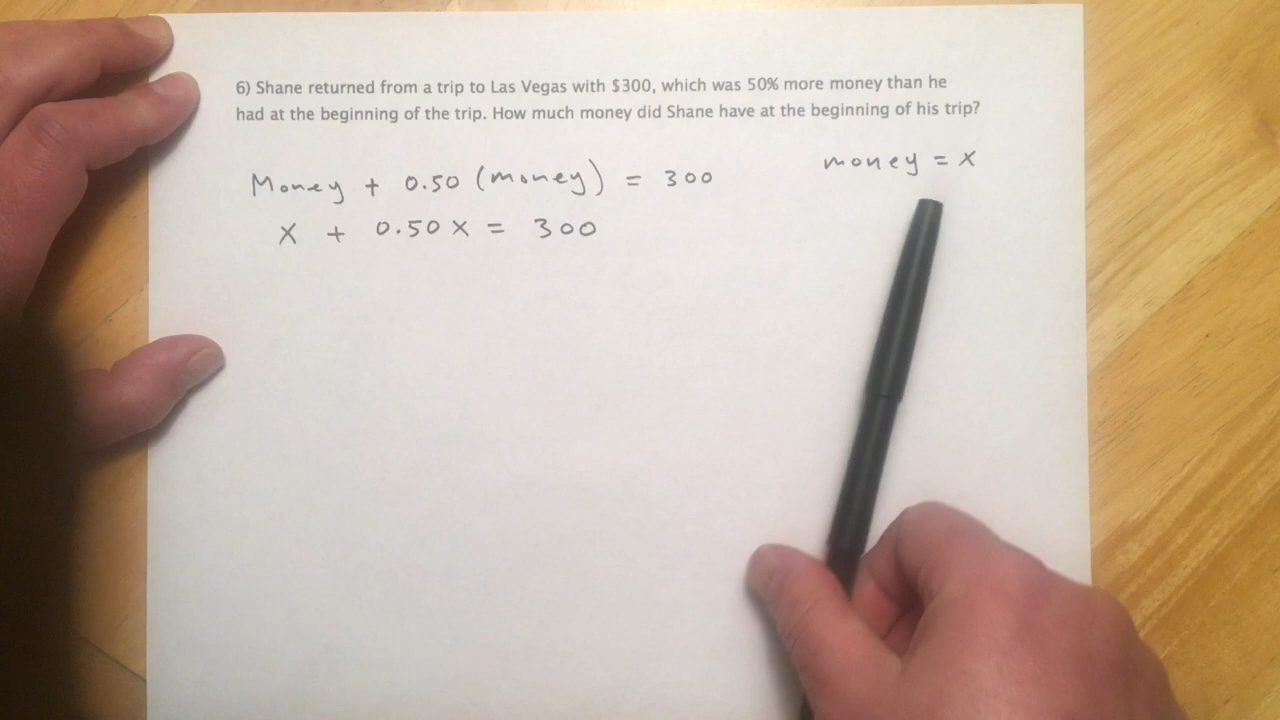 6) Shane returned from a trip to Las Vegas with $300, which was 50% more money than he
had at the beginning of the trip. How much money did Shane have at the beginning of his trip?
money = x
Money + 0.50 (money) = 300
x + 0.50 x = 300